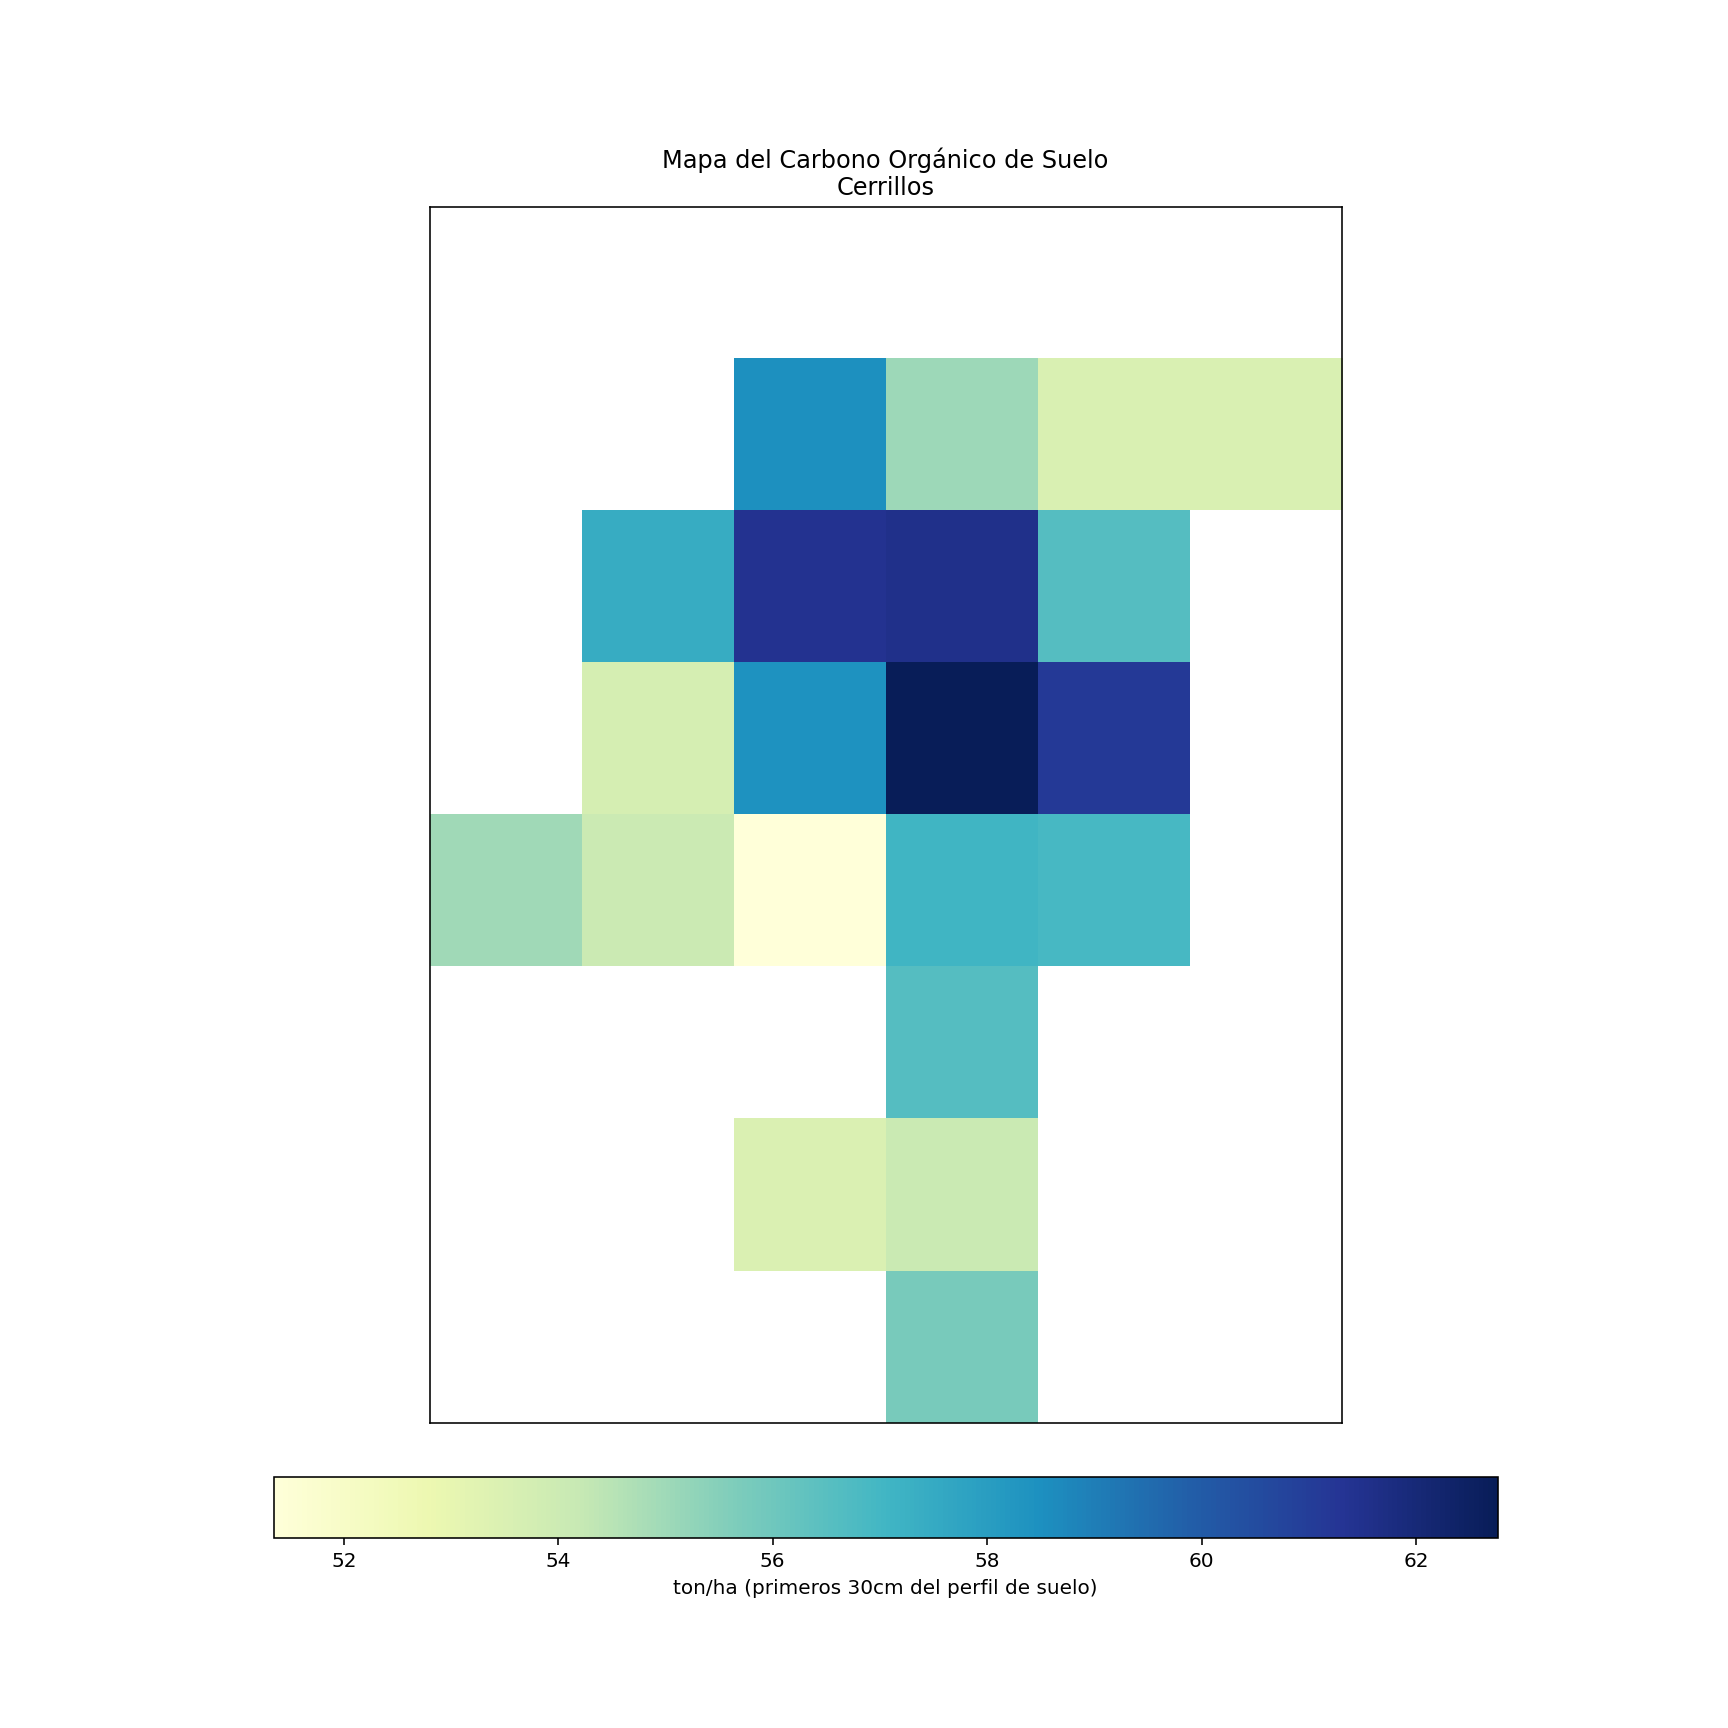 Mapa del Carbono Orgánico de Suelo
Cerrillos
52 54 56 58 60 62
ton/ha (primeros 30cm del perfil de suelo)